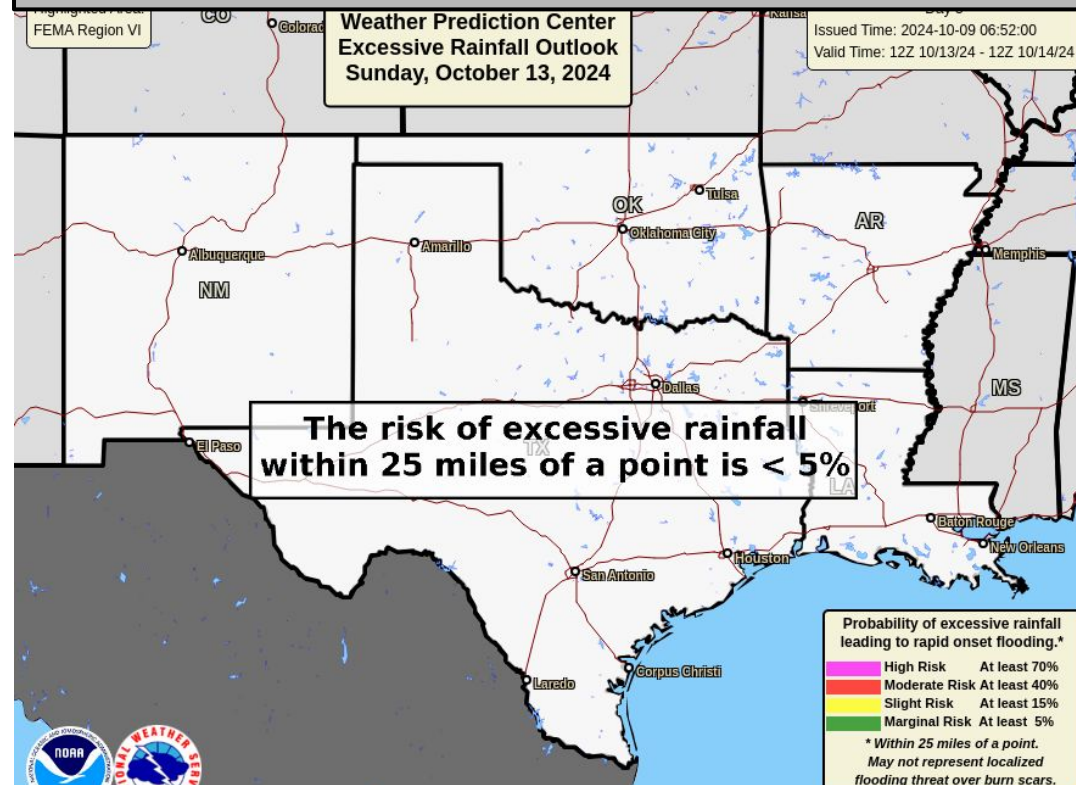 Highlighted Area:
FEMA Region VI
Weather Prediction Center
Excessive Rainfall Outlook
Sunday, October 13, 2024
Issued Time: 2024-10-09 06:52:00
Valid Time: 12Z 10/13/24 - 12Z 10/14/24
CO
OK
Tulsa
Oklahoma City
AR
Amarillo
Albuquerque
Memphis
NM
Dallas
MS
Shreveport
The risk of excessive rainfall
within 25 miles of a point is < 5%
El Paso
TX
LA
Baton Rouge
New Orleans
Houston
San Antonio
Corpus Christi
Laredo
Probability of excessive rainfall
leading to rapid onset flooding.*
High Risk At least 70%
Moderate Risk At least 40%
Slight Risk At least 15%
Marginal Risk At least 5%
* Within 25 miles of a point.
May not represent localized
flooding threat over burn scars.
NOAA